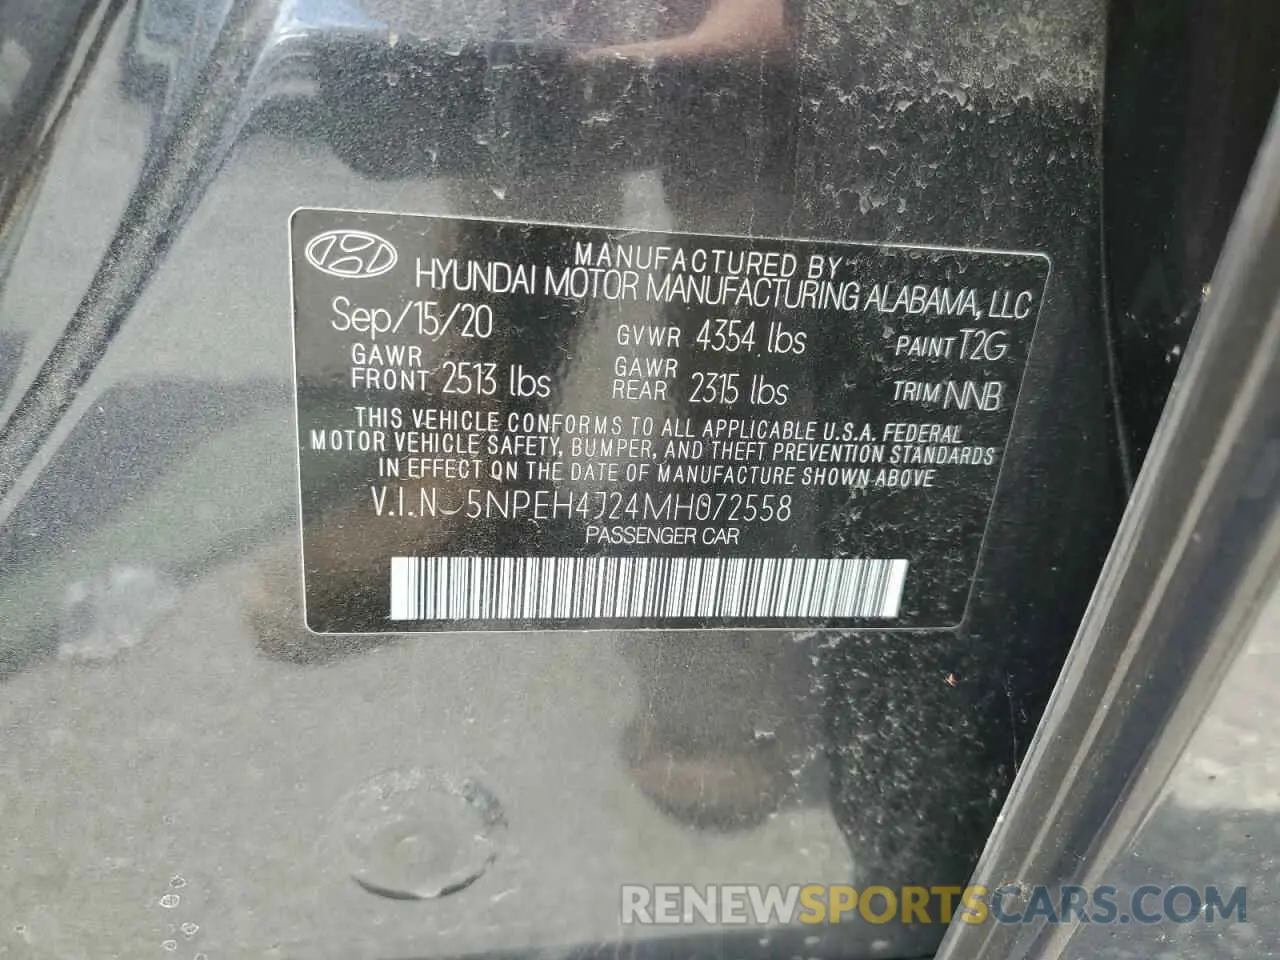 MANUFACTURED BY
HYUNDAI MOTOR MANUFACTURING ALABAMA, LLC
Sep/15/20 GVWR 4354 lbs PAINT T2G
GAWR FRONT 2513 lbs GAWR REAR 2315 lbs TRIM NNB
THIS VEHICLE CONFORMS TO ALL APPLICABLE U.S.A. FEDERAL
MOTOR VEHICLE SAFETY, BUMPER, AND THEFT PREVENTION STANDARDS
IN EFFECT ON THE DATE OF MANUFACTURE SHOWN ABOVE
V.I.N 5NPEH4J24MH072558
PASSENGER CAR
RENEWSPORTSCARS.COM